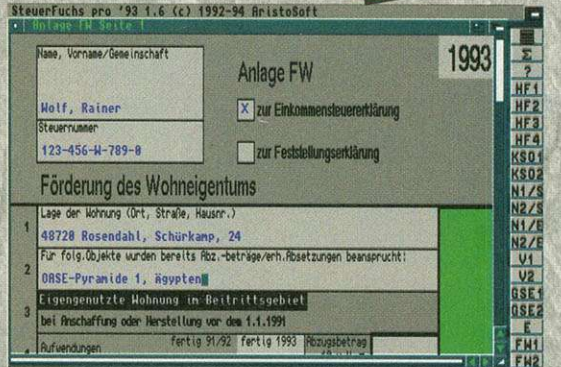 SteuerFuchs pro '93 1.6 (c) 1992-94 AristoSoft
Anlage FW Seite 1
Name, Vorname/Gemeinschaft
Wolf, Rainer
Steuernummer
123-456-W-789-0
Anlage FW
1993
X zur Einkommensteuererklärung
zur Feststellungserklärung
Förderung des Wohneigentums
1
Lage der Wohnung (Ort, Straße, Hausnr.)
48720 Rosendahl, Schürkamp, 24
2
Für folg.Objekte wurden bereits Abz.-beträge/erh.Absetzungen beansprucht:
OASE-Pyramide 1, Ägypten
3
Eigengenutzte Wohnung im Beitrittsgebiet
bei Anschaffung oder Herstellung vor dem 1.1.1991
Aufwendungen
fertig 91/92
fertig 1993
Abzugsbetrag
Σ
?
HF1
HF2
HF3
HF4
KSO1
KSO2
N1/S
N2/S
N1/E
N2/E
V1
V2
GSE1
GSE2
E
FW1
FW2